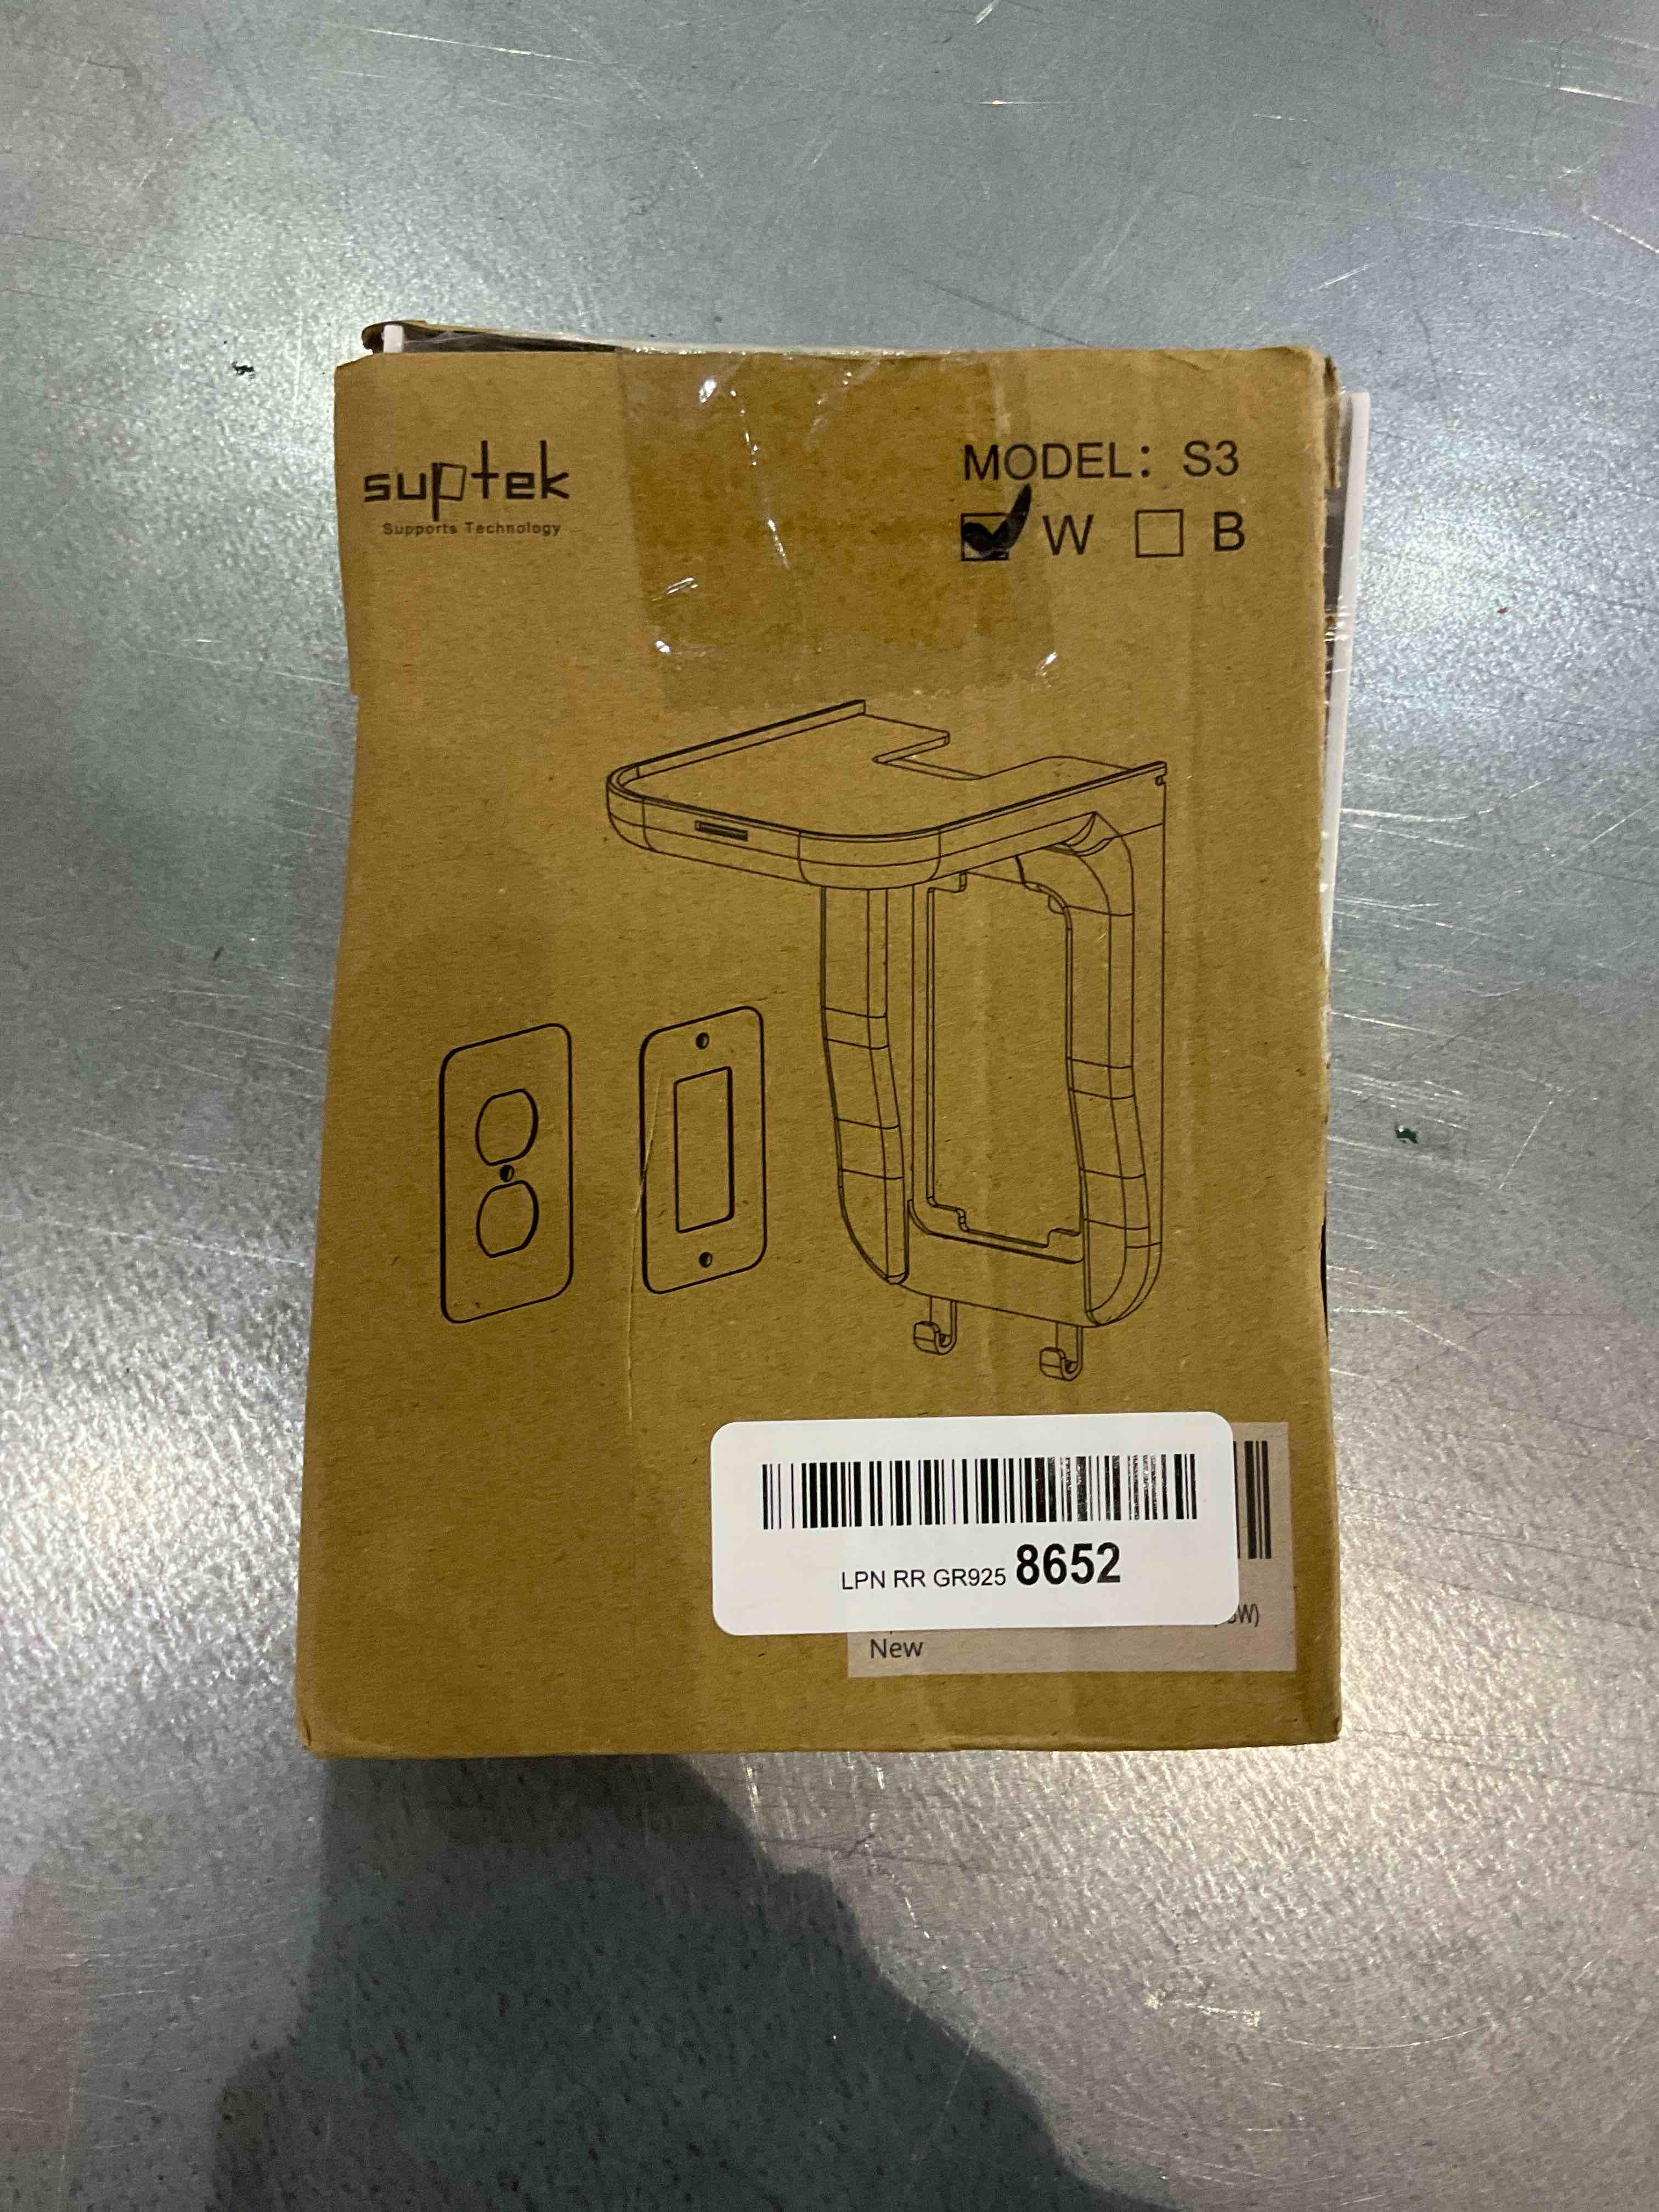 suptek
Supports Technology
MODEL: S3
W B
LPN RR GR925 8652
New